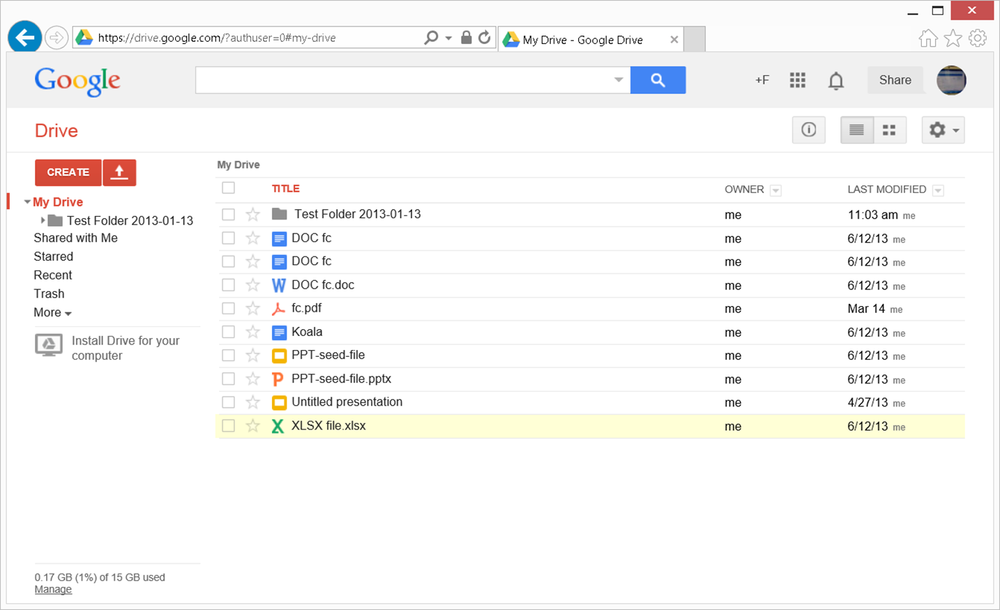 https://drive.google.com/?authuser=0#my-drive
My Drive - Google Drive
Google
+F
Share
Drive
CREATE
My Drive
Test Folder 2013-01-13
Shared with Me
Starred
Recent
Trash
More
Install Drive for your
computer
0.17 GB (1%) of 15 GB used
Manage
My Drive
TITLE OWNER LAST MODIFIED
Test Folder 2013-01-13 me 11:03 am me
DOC fc me 6/12/13 me
DOC fc me 6/12/13 me
DOC fc.doc me 6/12/13 me
fc.pdf me Mar 14 me
Koala me 6/12/13 me
PPT-seed-file me 6/12/13 me
PPT-seed-file.pptx me 6/12/13 me
Untitled presentation me 4/27/13 me
XLSX file.xlsx me 6/12/13 me